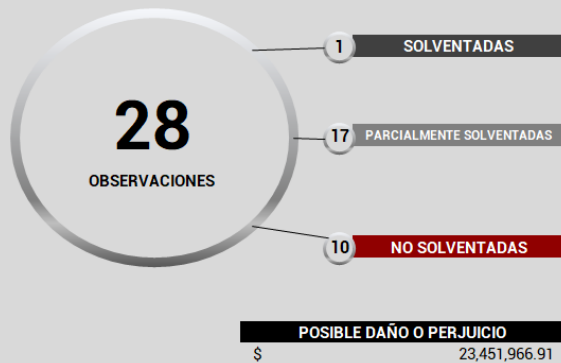 28
OBSERVACIONES
1 SOLVENTADAS
17 PARCIALMENTE SOLVENTADAS
10 NO SOLVENTADAS
POSIBLE DAÑO O PERJUICIO
$ 23,451,966.91